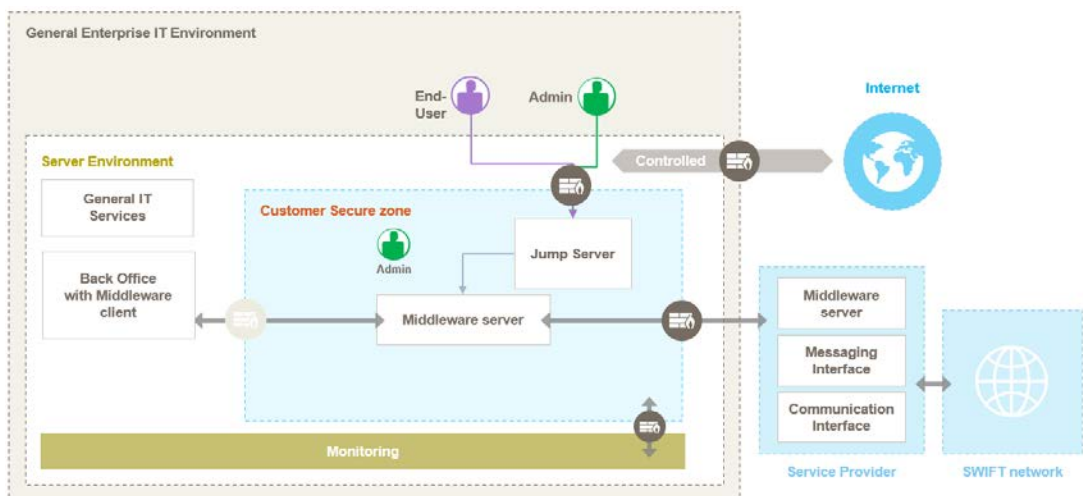 General Enterprise IT Environment
End-
User
Admin
Internet
Controlled
Server Environment
General IT
Services
Customer Secure zone
Admin
Jump Server
Back Office
with Middleware
client
Middleware server
Middleware
server
Messaging
Interface
Communication
Interface
Monitoring
Service Provider
SWIFT network